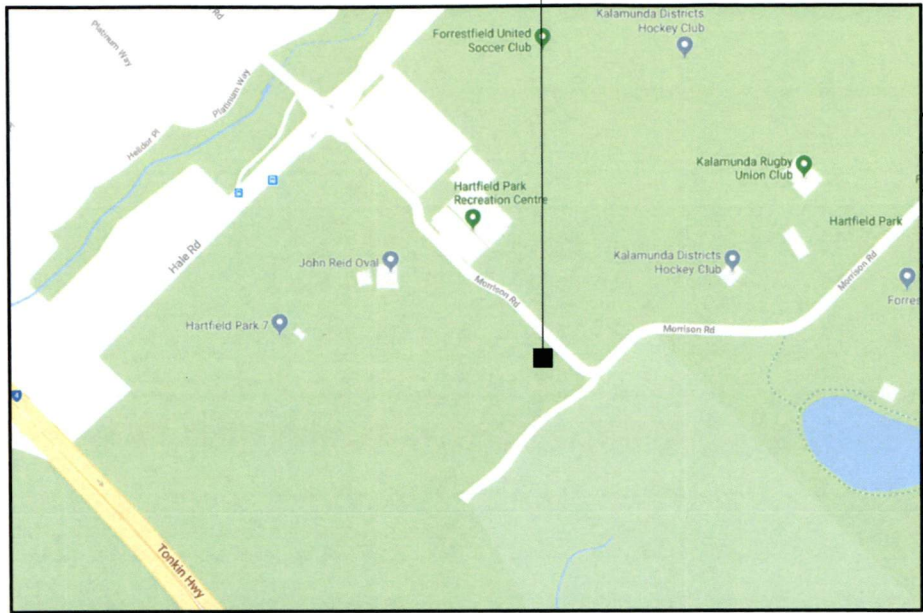 Rd
Platinum Way
Forrestfield United
Soccer Club
Kalamunda Districts
Hockey Club
Platinum Way
Helidor Pl
Kalamunda Rugby
Union Club
Hartfield Park
Recreation Centre
Hartfield Park
Hale Rd
John Reid Oval
Kalamunda Districts
Hockey Club
Morrison Rd
Morrison Rd
Forres
Hartfield Park 7
Morrison Rd
4
Tonkin Hwy